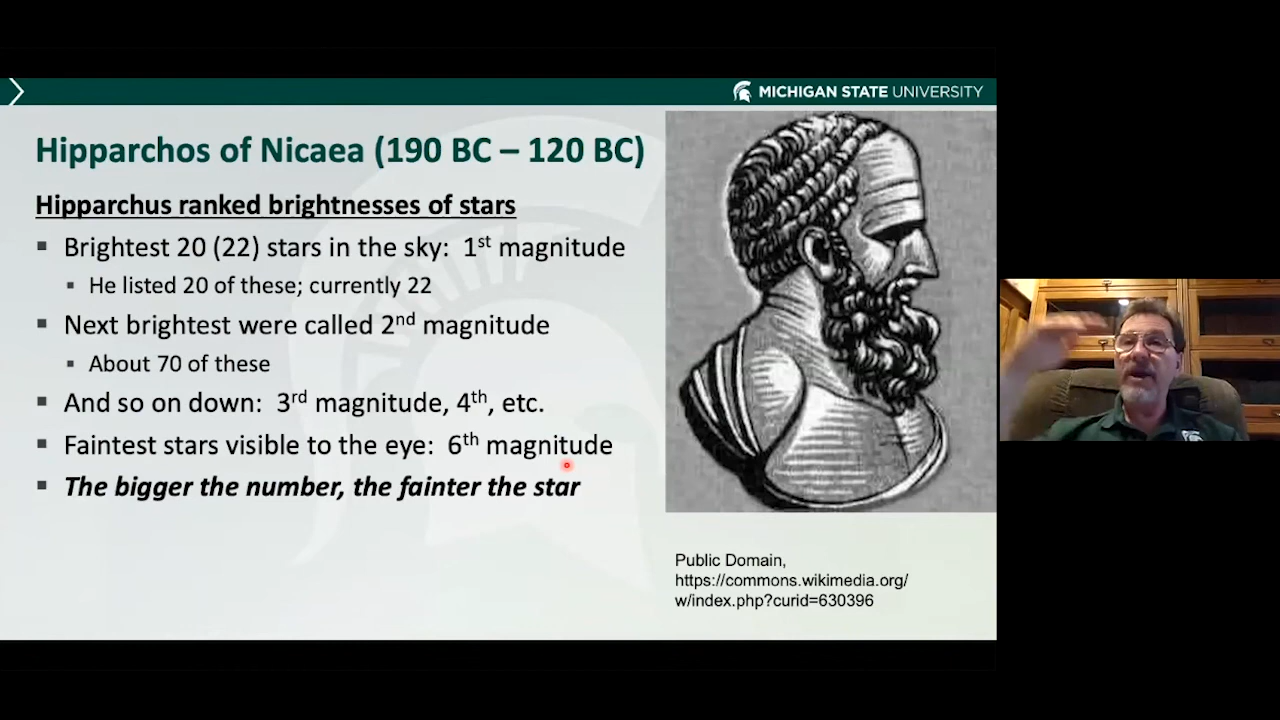 MICHIGAN STATE UNIVERSITY
Hipparchos of Nicaea (190 BC – 120 BC)
Hipparchus ranked brightnesses of stars
▪ Brightest 20 (22) stars in the sky: 1st magnitude
▪ He listed 20 of these; currently 22
▪ Next brightest were called 2nd magnitude
▪ About 70 of these
▪ And so on down: 3rd magnitude, 4th, etc.
▪ Faintest stars visible to the eye: 6th magnitude
▪ The bigger the number, the fainter the star
Public Domain,
https://commons.wikimedia.org/
w/index.php?curid=630396